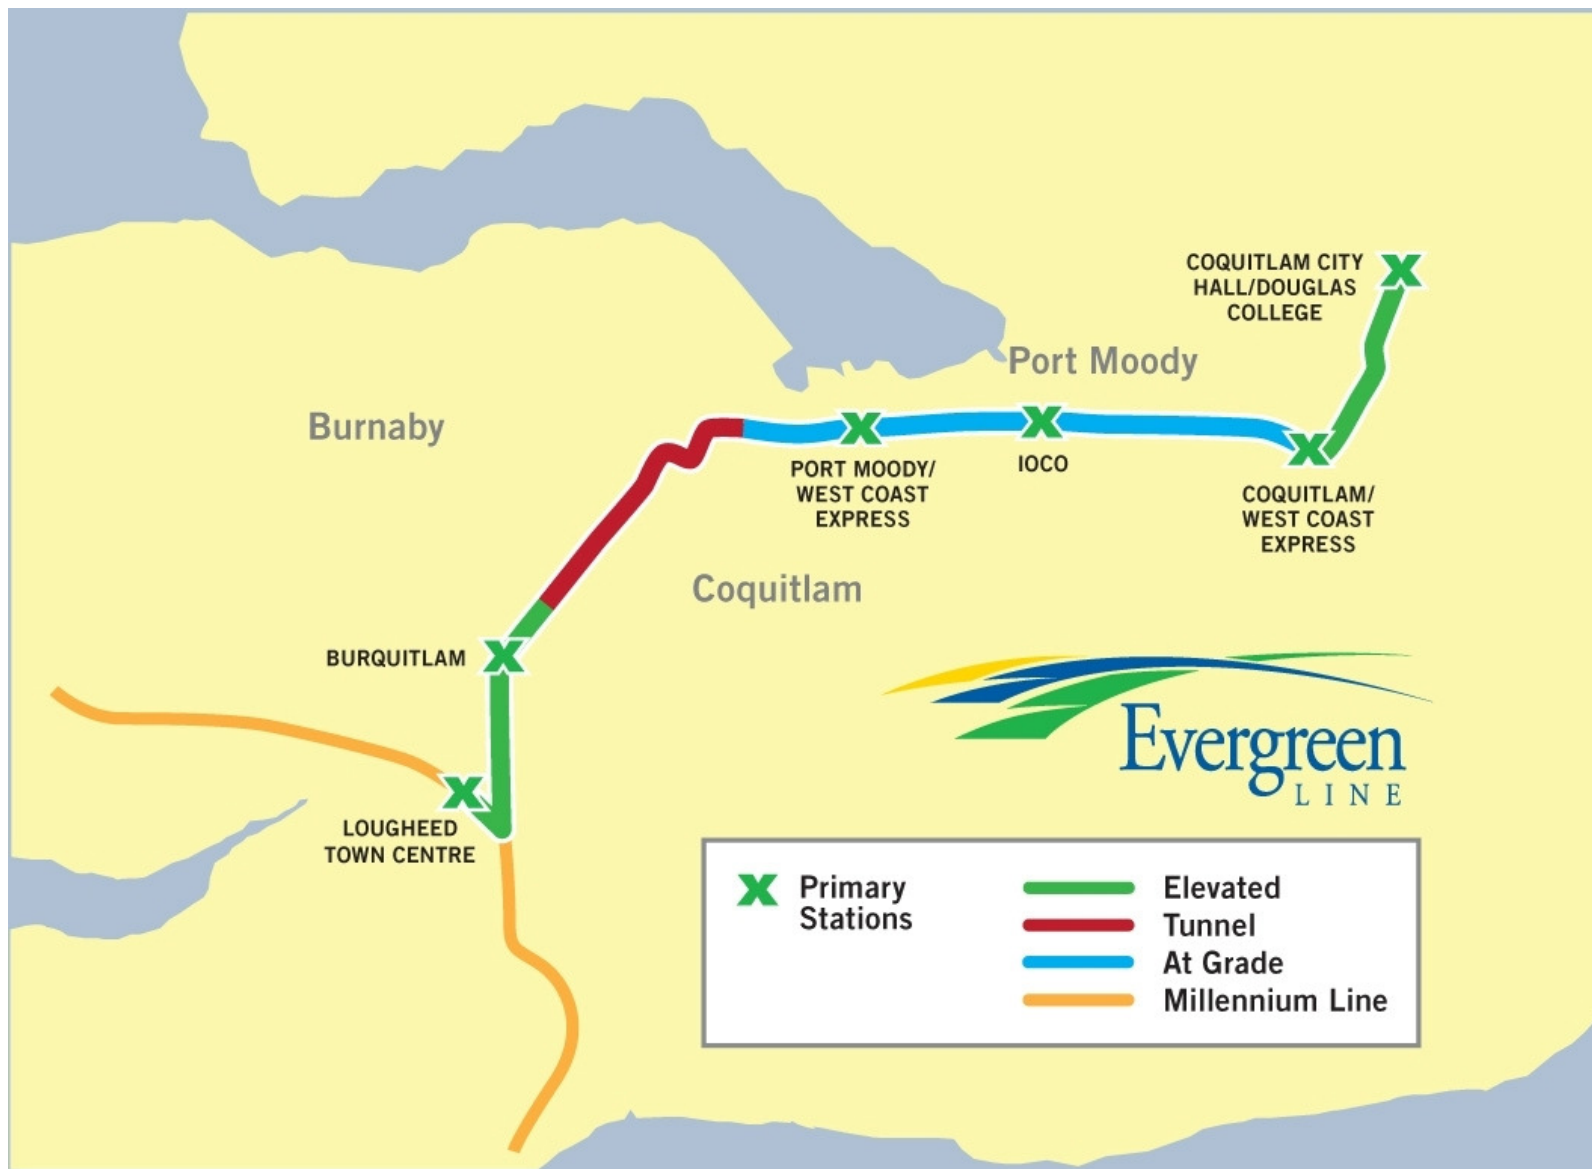 COQUITLAM CITY
HALL/DOUGLAS
COLLEGE
Port Moody
Burnaby
PORT MOODY/
WEST COAST
EXPRESS
IOCO
COQUITLAM/
WEST COAST
EXPRESS
Coquitlam
BURQUITLAM
Evergreen
LINE
LOUGHEED
TOWN CENTRE
Primary
Stations
Elevated
Tunnel
At Grade
Millennium Line